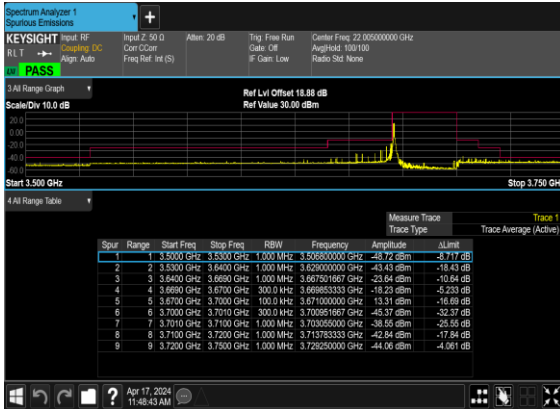 Spectrum Analyzer 1
Spurious Emissions
KEYSIGHT Input: RF Input Z: 50 Ω Atten: 20 dB Trig: Free Run Center Freq: 22.005000000 GHz
RLT Coupling: DC Corr CCorr Gate: Off Avg|Hold: 100/100
Align: Auto Freq Ref: Int (S) IF Gain: Low Radio Std: None
PASS
3 All Range Graph
Ref Lvl Offset 18.88 dB
Scale/Div 10.0 dB Ref Value 30.00 dBm
20.0
0.00
-20.0
-40.0
-60.0
Start 3.500 GHz Stop 3.750 GH
4 All Range Table
Measure Trace Trace 1
Trace Type Trace Average (Active)
Spur Range Start Freq Stop Freq RBW Frequency Amplitude ΔLimit
1 1 3.5000 GHz 3.5300 GHz 1.000 MHz 3.506800000 GHz -48.72 dBm -8.717 dB
2 2 3.5300 GHz 3.6400 GHz 1.000 MHz 3.629000000 GHz -43.43 dBm -18.43 dB
3 3 3.6400 GHz 3.6690 GHz 1.000 MHz 3.667501667 GHz -23.64 dBm -10.64 dB
4 4 3.6690 GHz 3.6700 GHz 300.0 kHz 3.669853333 GHz -18.23 dBm -5.233 dB
5 5 3.6700 GHz 3.7000 GHz 100.0 kHz 3.671000000 GHz 13.31 dBm -16.69 dB
6 6 3.7000 GHz 3.7010 GHz 300.0 kHz 3.700951667 GHz -45.37 dBm -32.37 dB
7 7 3.7010 GHz 3.7100 GHz 1.000 MHz 3.703055000 GHz -38.55 dBm -25.55 dB
8 8 3.7100 GHz 3.7200 GHz 1.000 MHz 3.713783333 GHz -42.84 dBm -17.84 dB
9 9 3.7200 GHz 3.7500 GHz 1.000 MHz 3.729250000 GHz -44.06 dBm -4.061 dB
Apr 17, 2024
11:48:43 AM